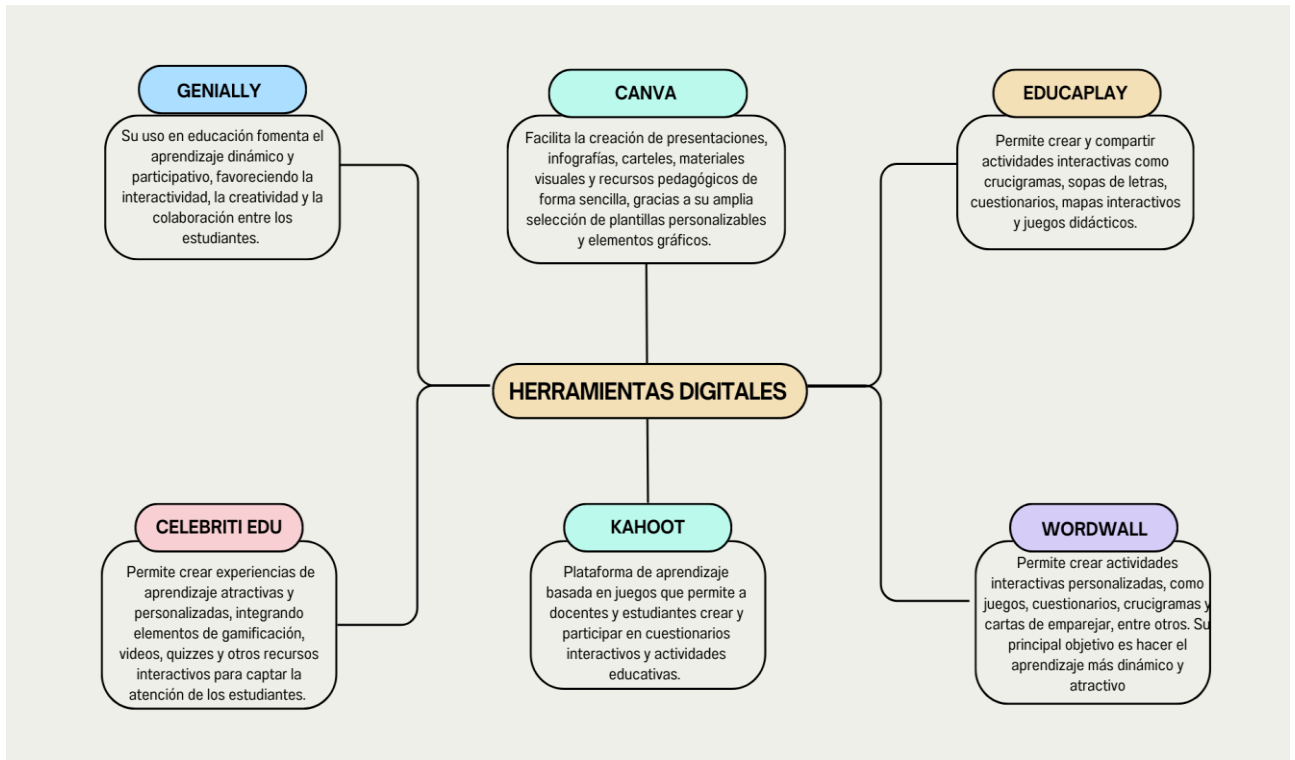 GENIALLY
Su uso en educación fomenta el
aprendizaje dinámico y
participativo, favoreciendo la
interactividad, la creatividad y la
colaboración entre los
estudiantes.
CANVA
Facilita la creación de presentaciones,
infografías, carteles, materiales
visuales y recursos pedagógicos de
forma sencilla, gracias a su amplia
selección de plantillas personalizables
y elementos gráficos.
EDUCAPLAY
Permite crear y compartir
actividades interactivas como
crucigramas, sopas de letras,
cuestionarios, mapas interactivos
y juegos didácticos.
HERRAMIENTAS DIGITALES
CELEBRITI EDU
Permite crear experiencias de
aprendizaje atractivas y
personalizadas, integrando
elementos de gamificación,
videos, quizzes y otros recursos
interactivos para captar la
atención de los estudiantes.
KAHOOT
Plataforma de aprendizaje
basada en juegos que permite a
docentes y estudiantes crear y
participar en cuestionarios
interactivos y actividades
educativas.
WORDWALL
Permite crear actividades
interactivas personalizadas, como
juegos, cuestionarios, crucigramas y
cartas de emparejar, entre otros. Su
principal objetivo es hacer el
aprendizaje más dinámico y
atractivo